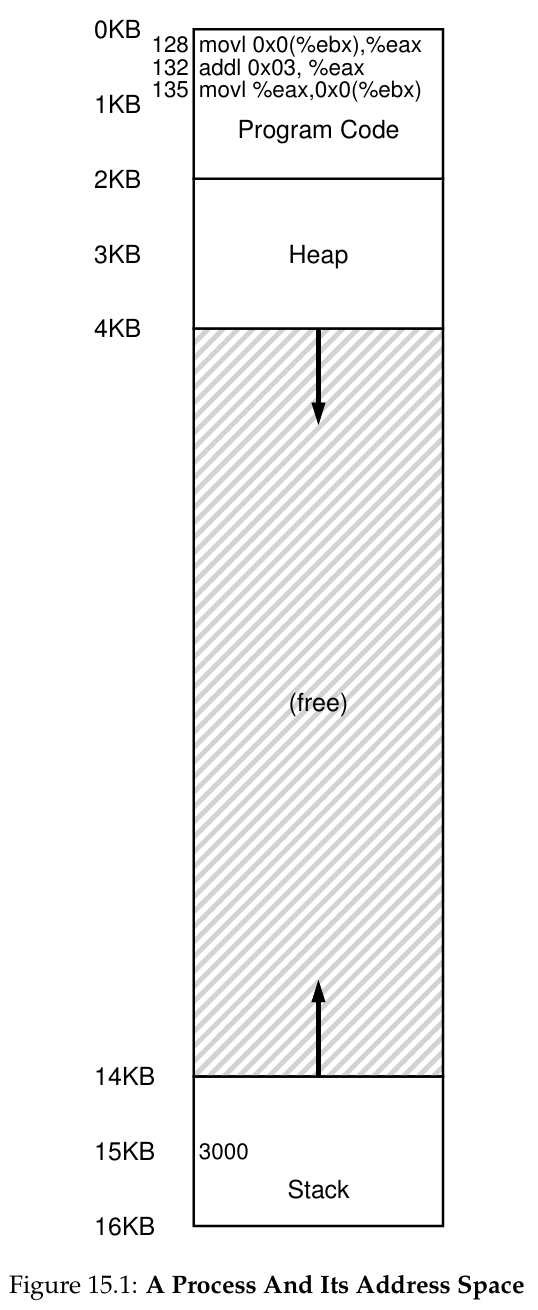 0KB
128 movl 0x0(%ebx),%eax
132 addl 0x03, %eax
135 movl %eax,0x0(%ebx)
1KB
Program Code
2KB
3KB Heap
4KB
(free)
14KB
15KB 3000
Stack
16KB
Figure 15.1: A Process And Its Address Space